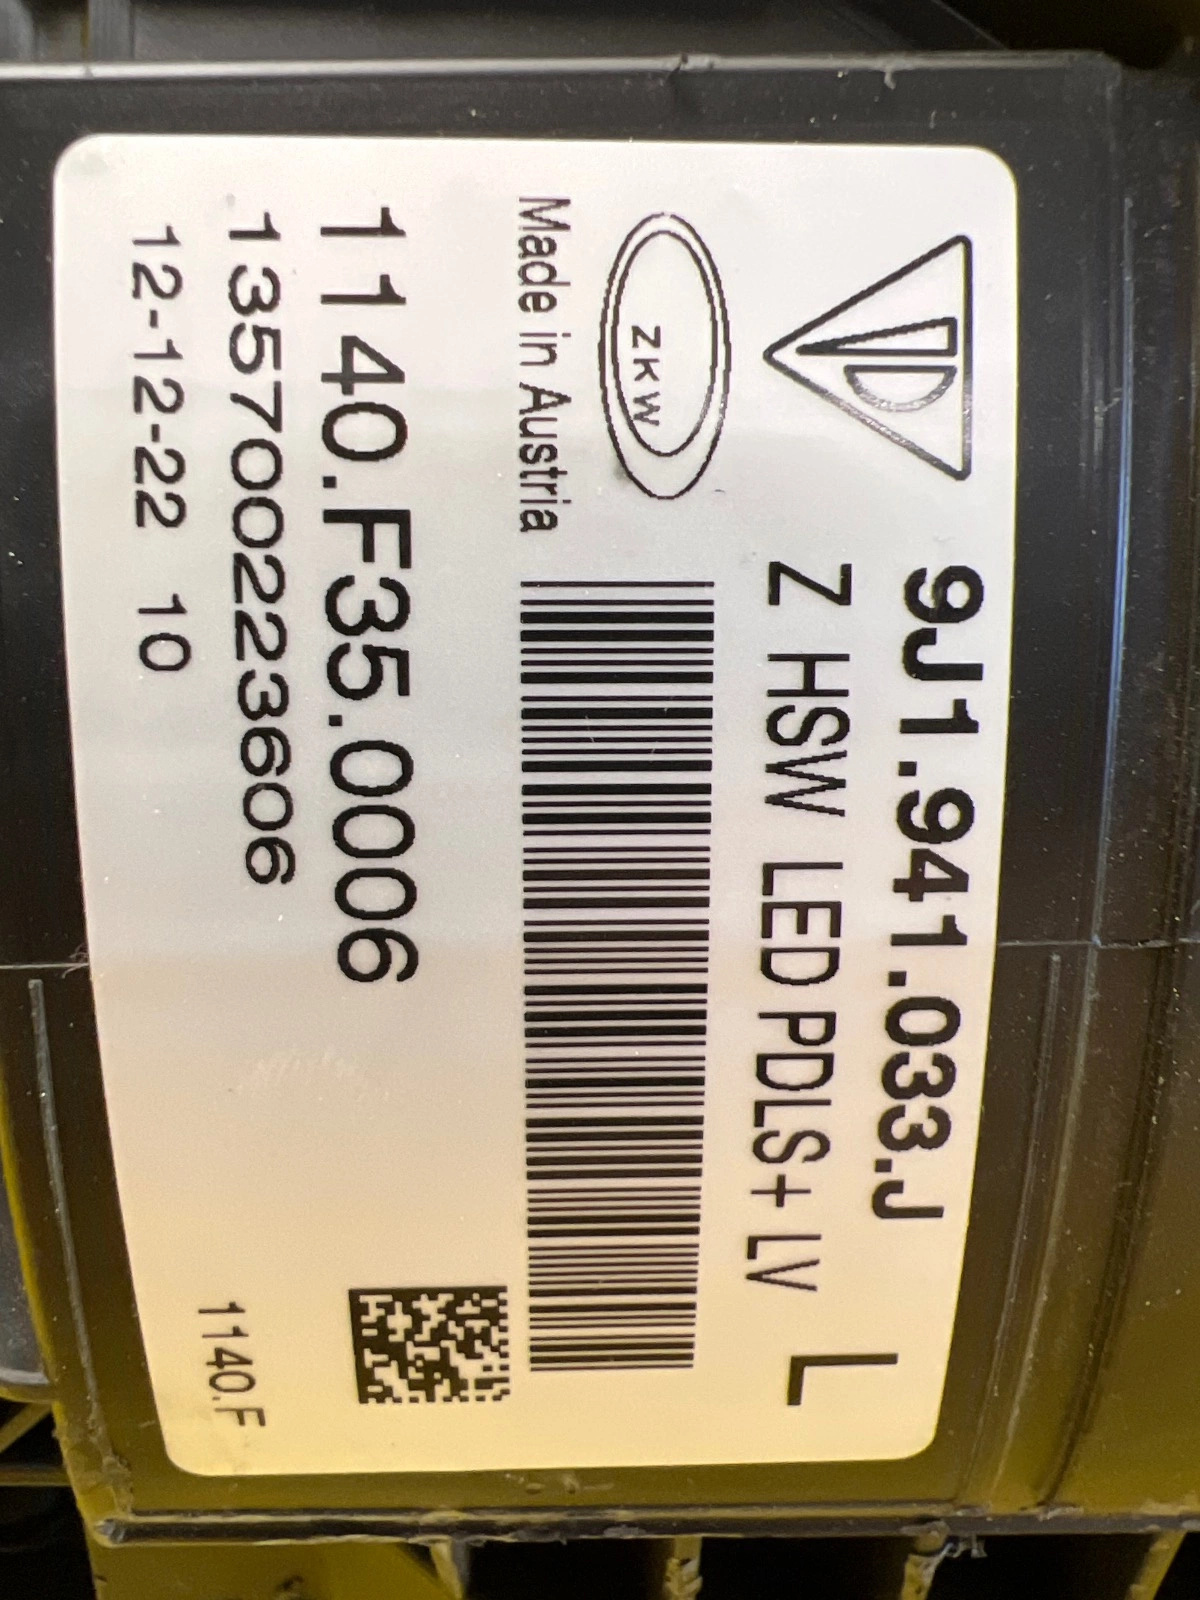 9J1.941.033.J
Z HSW LED PDLS+ LV L
ZKW
Made in Austria
1140.F35.0006
1357002223606
12-12-22 10
1140.F